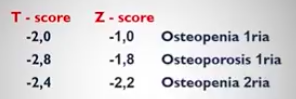 T - score Z - score
-2,0 -1,0 Osteopenia 1ria
-2,8 -1,8 Osteoporosis 1ria
-2,4 -2,2 Osteopenia 2ria